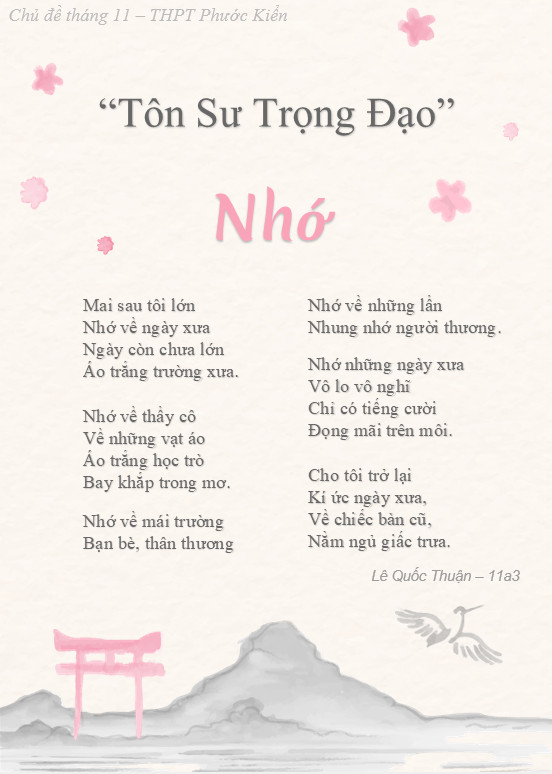 Chủ đề tháng 11 – THPT Phước Kiển
“Tôn Sư Trọng Đạo”
Nhớ
Mai sau tôi lớn
Nhớ về ngày xưa
Ngày còn chưa lớn
Áo trắng trường xưa.
Nhớ về thầy cô
Về những vạt áo
Áo trắng học trò
Bay khắp trong mơ.
Nhớ về mái trường
Bạn bè, thân thương
Nhớ về những lần
Nhung nhớ người thương.
Nhớ những ngày xưa
Vô lo vô nghĩ
Chỉ có tiếng cười
Đọng mãi trên môi.
Cho tôi trở lại
Kí ức ngày xưa,
Về chiếc bàn cũ,
Nằm ngủ giấc trưa.
Lê Quốc Thuận – 11a3